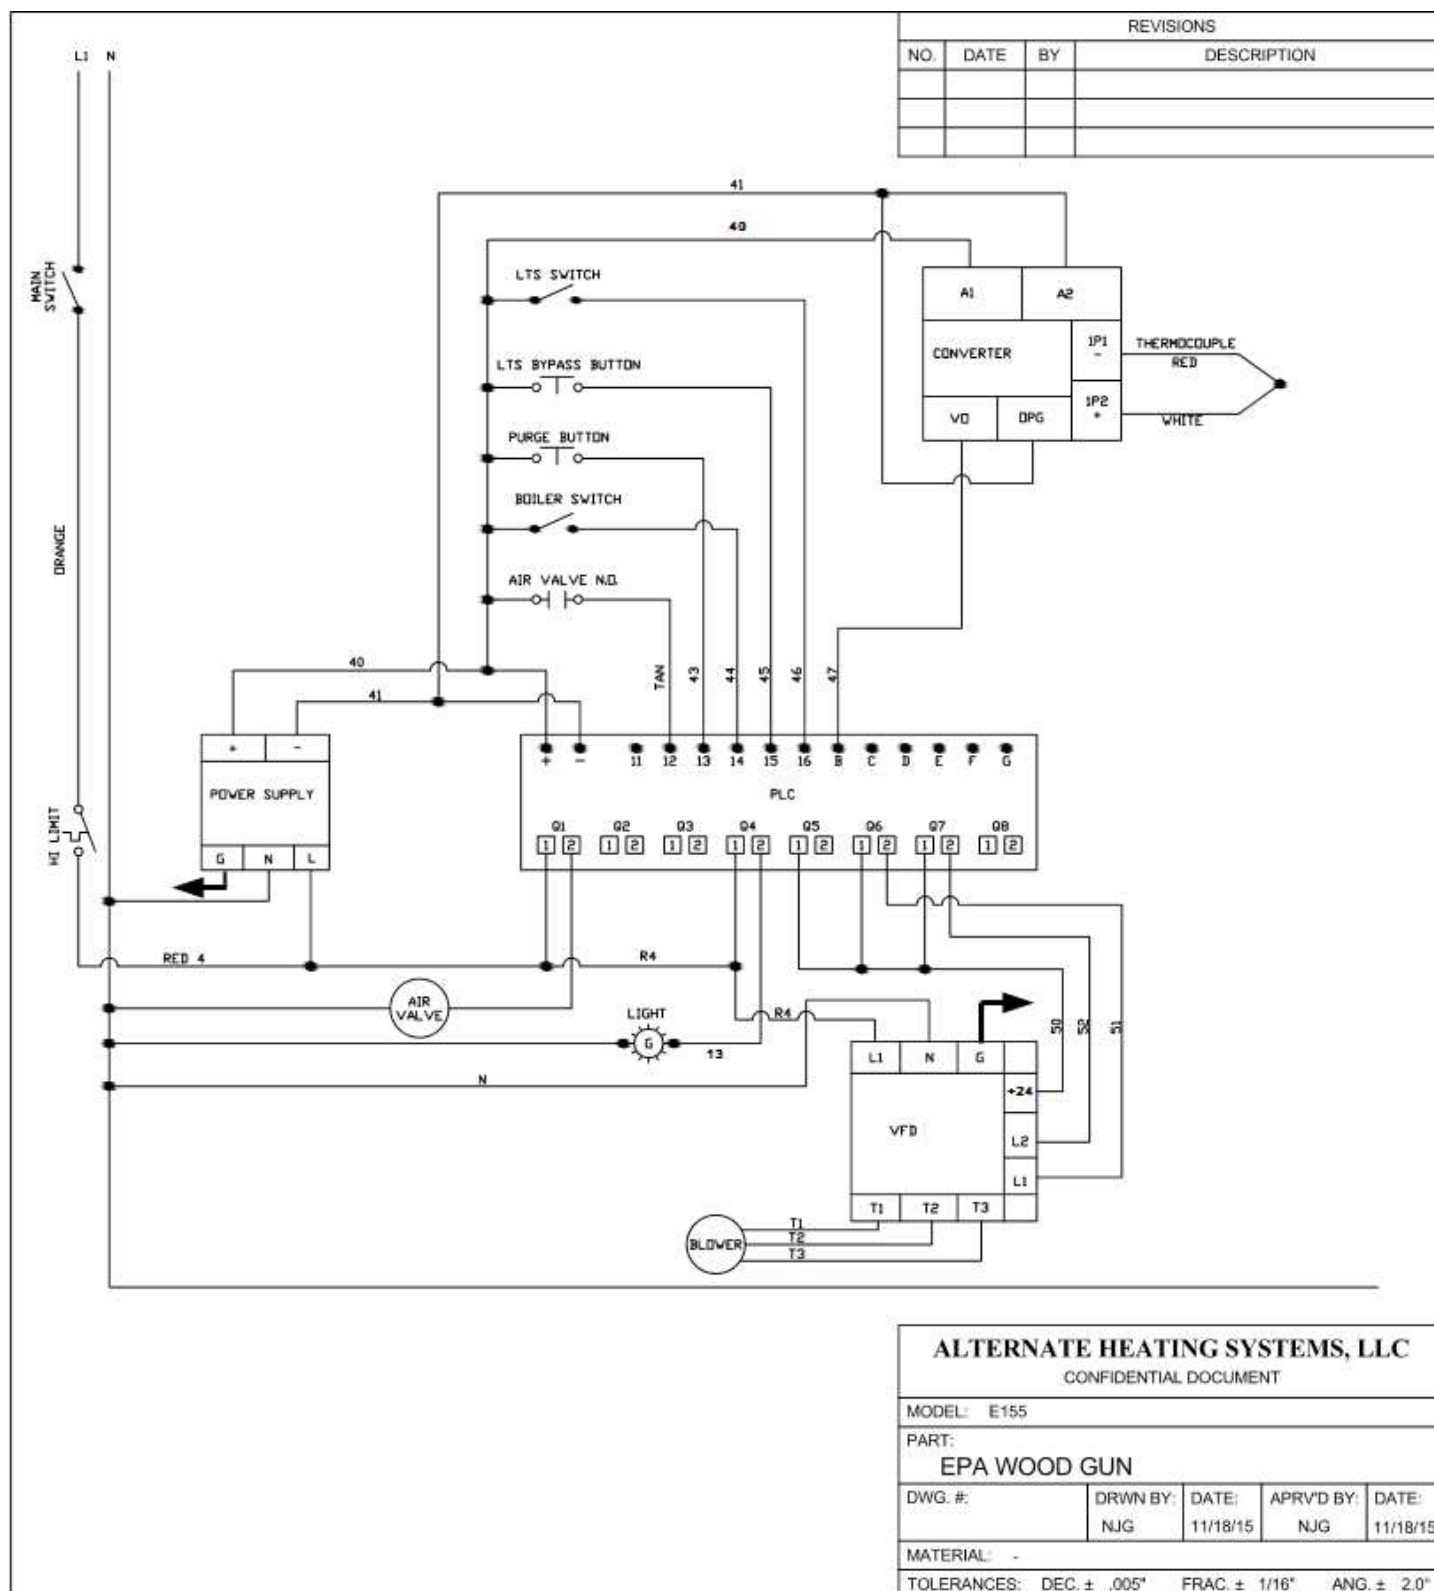 L1 N
REVISIONS
NO. DATE BY DESCRIPTION
41
40
MAIN
SWITCH
LTS SWITCH
A1 A2
CONVERTER
1P1
-
THERMOCOUPLE
RED
1P2
+
WHITE
VO OPG
LTS BYPASS BUTTON
PURGE BUTTON
BOILER SWITCH
ORANGE
AIR VALVE N.O.
40
41
TAN 43 44 45 46 47
+ -
POWER SUPPLY
G N L
HI LIMIT
+ - 11 12 13 14 15 16 B C D E F G
PLC
Q1 Q2 Q3 Q4 Q5 Q6 Q7 Q8
1 2 1 2 1 2 1 2 1 2 1 2 1 2 1 2
RED 4
R4
AIR
VALVE
LIGHT
G
13
R4
50 52 51
N
L1 N G
+24
VFD
L2
L1
T1 T2 T3
BLOWER
T1
T2
T3
ALTERNATE HEATING SYSTEMS, LLC
CONFIDENTIAL DOCUMENT
MODEL: E155
PART:
EPA WOOD GUN
DWG. #: DRWN BY: DATE: APRV'D BY: DATE:
NJG 11/18/15 NJG 11/18/15
MATERIAL: -
TOLERANCES: DEC. ± .005" FRAC. ± 1/16" ANG. ± 2.0°